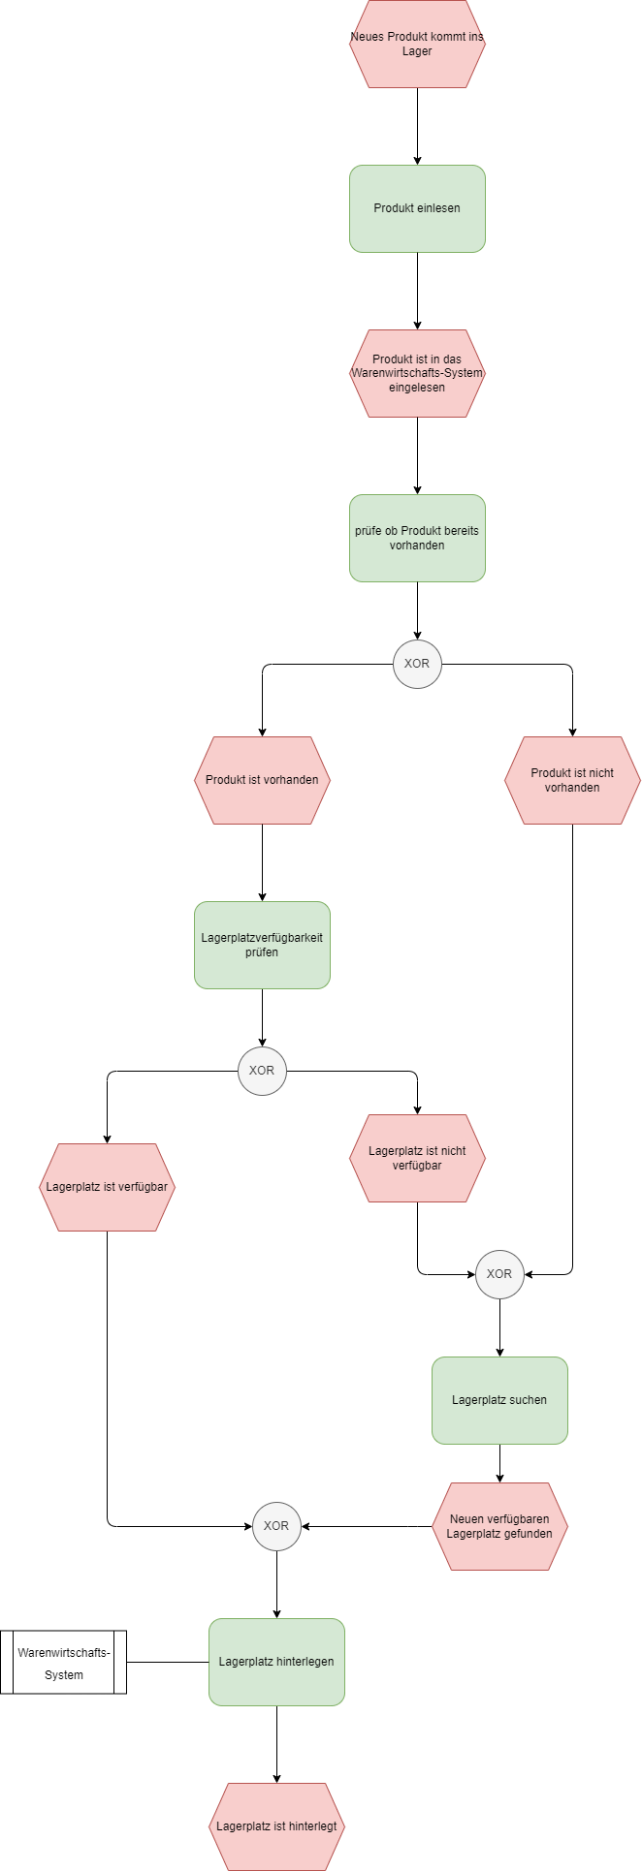 Neues Produkt kommt ins
Lager
Produkt einlesen
Produkt ist in das
Warenwirtschafts-System
eingelesen
prüfe ob Produkt bereits
vorhanden
XOR
Produkt ist vorhanden
Produkt ist nicht
vorhanden
Lagerplatzverfügbarkeit
prüfen
XOR
Lagerplatz ist verfügbar
Lagerplatz ist nicht
verfügbar
XOR
Lagerplatz suchen
Neuen verfügbaren
Lagerplatz gefunden
XOR
Warenwirtschafts-
System
Lagerplatz hinterlegen
Lagerplatz ist hinterlegt